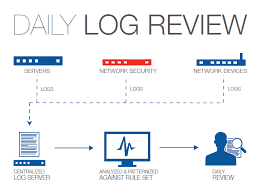 DAILY LOG REVIEW
SERVERS
NETWORK SECURITY
NETWORK DEVICES
LOGS
LOGS
LOGS
CENTRALIZED
LOG SERVER
ANALYZED & PATTERNIZED
AGAINST RULE SET
DAILY
REVIEW